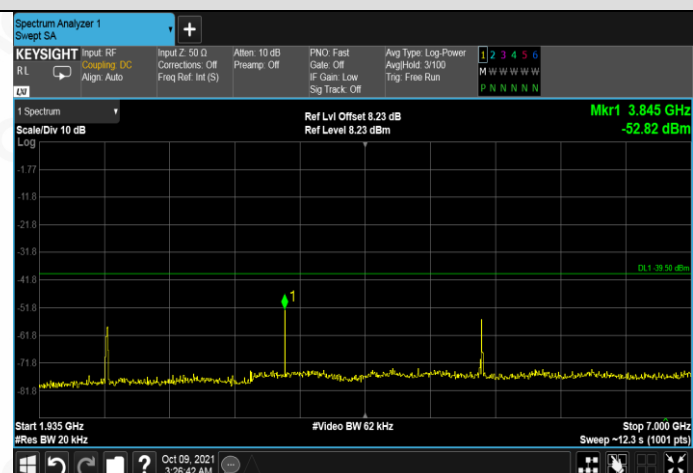 Spectrum Analyzer 1
Swept SA
+
KEYSIGHT
RL
LXI
Input: RF
Coupling: DC
Align: Auto
Input Z: 50 Ω
Corrections: Off
Freq Ref: Int (S)
Atten: 10 dB
Preamp: Off
PNO: Fast
Gate: Off
IF Gain: Low
Sig Track: Off
Avg Type: Log-Power
Avg|Hold: 3/100
Trig: Free Run
1 2 3 4 5 6
M W W W W W
P N N N N N
1 Spectrum
Scale/Div 10 dB
Log
Ref Lvl Offset 8.23 dB
Ref Level 8.23 dBm
Mkr1 3.845 GHz
-52.82 dBm
-1.77
-11.8
-21.8
-31.8
DL1 -39.50 dBm
-41.8
1
-51.8
-61.8
-71.8
-81.8
Start 1.935 GHz
#Res BW 20 kHz
#Video BW 62 kHz
Stop 7.000 GHz
Sweep ~12.3 s (1001 pts)
?
Oct 09, 2021
3:26:42 AM